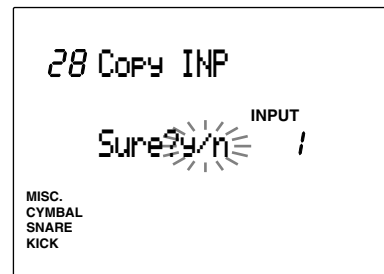 28 Copy INP
INPUT
Sure?y/n 1
MISC.
CYMBAL
SNARE
KICK